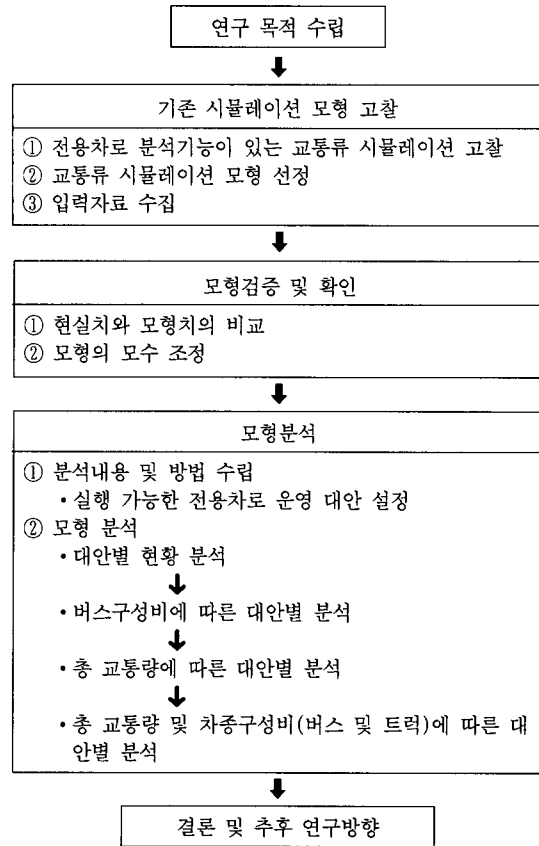 연구 목적 수립
기존 시뮬레이션 모형 고찰
① 전용차로 분석기능이 있는 교통류 시뮬레이션 고찰
② 교통류 시뮬레이션 모형 선정
③ 입력자료 수집
모형검증 및 확인
① 현실치와 모형치의 비교
② 모형의 모수 조정
모형분석
① 분석내용 및 방법 수립
• 실행 가능한 전용차로 운영 대안 설정
② 모형 분석
• 대안별 현황 분석
• 버스구성비에 따른 대안별 분석
• 총 교통량에 따른 대안별 분석
• 총 교통량 및 차종구성비(버스 및 트럭)에 따른 대
안별 분석
결론 및 추후 연구방향